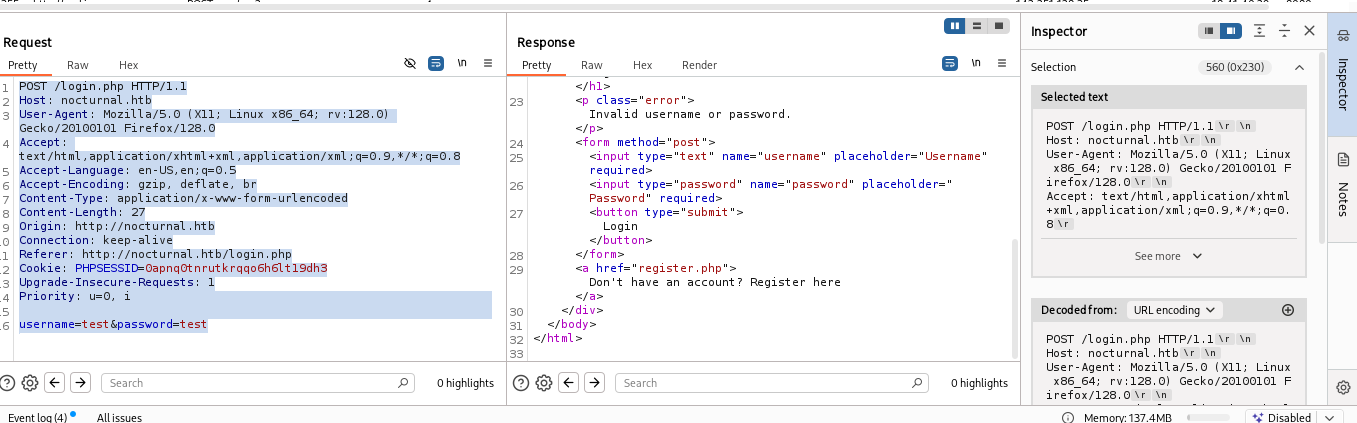 Request
Response
Inspector
Pretty Raw Hex
\n
Pretty Raw Hex Render
\n
Selection 560 (0x230)
Selected text
POST /login.php HTTP/1.1 \r \n
Host: nocturnal.htb \r \n
User-Agent: Mozilla/5.0 (X11; Linux
x86_64; rv:128.0) Gecko/20100101 F
irefox/128.0 \r \n
Accept: text/html,application/xhtml
+xml,application/xml;q=0.9,*/*;q=0.
8 \r
See more
Decoded from: URL encoding
POST /login.php HTTP/1.1 \r \n
Host: nocturnal.htb \r \n
User-Agent: Mozilla/5.0 (X11; Linux
x86_64; rv:128.0) Gecko/20100101 F
irefox/128.0 \r \n
1 POST /login.php HTTP/1.1
2 Host: nocturnal.htb
3 User-Agent: Mozilla/5.0 (X11; Linux x86_64; rv:128.0)
Gecko/20100101 Firefox/128.0
4 Accept:
text/html,application/xhtml+xml,application/xml;q=0.9,*/*;q=0.8
5 Accept-Language: en-US,en;q=0.5
6 Accept-Encoding: gzip, deflate, br
7 Content-Type: application/x-www-form-urlencoded
8 Content-Length: 27
9 Origin: http://nocturnal.htb
0 Connection: keep-alive
1 Referer: http://nocturnal.htb/login.php
2 Cookie: PHPSESSID=0apnq0tnrutkrqqo6h6lt19dh3
3 Upgrade-Insecure-Requests: 1
4 Priority: u=0, i
5
6 username=test&password=test
</h1>
23 <p class="error">
Invalid username or password.
</p>
24 <form method="post">
25 <input type="text" name="username" placeholder="Username"
required>
26 <input type="password" name="password" placeholder="
Password" required>
27 <button type="submit">
Login
</button>
28 </form>
29 <a href="register.php">
Don't have an account? Register here
</a>
30 </div>
31 </body>
32 </html>
33
Search 0 highlights
Search 0 highlights
Inspector
Notes
Event log (4) All issues
Memory: 137.4MB
Disabled